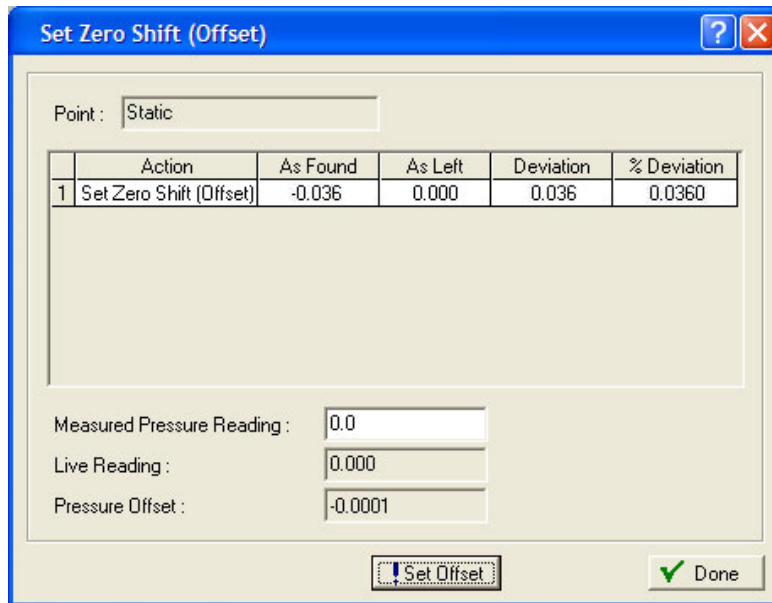 Set Zero Shift (Offset)
?
Point : Static
Action As Found As Left Deviation % Deviation
1 Set Zero Shift (Offset) -0.036 0.000 0.036 0.0360
Measured Pressure Reading : 0.0
Live Reading : 0.000
Pressure Offset : -0.0001
! Set Offset
Done